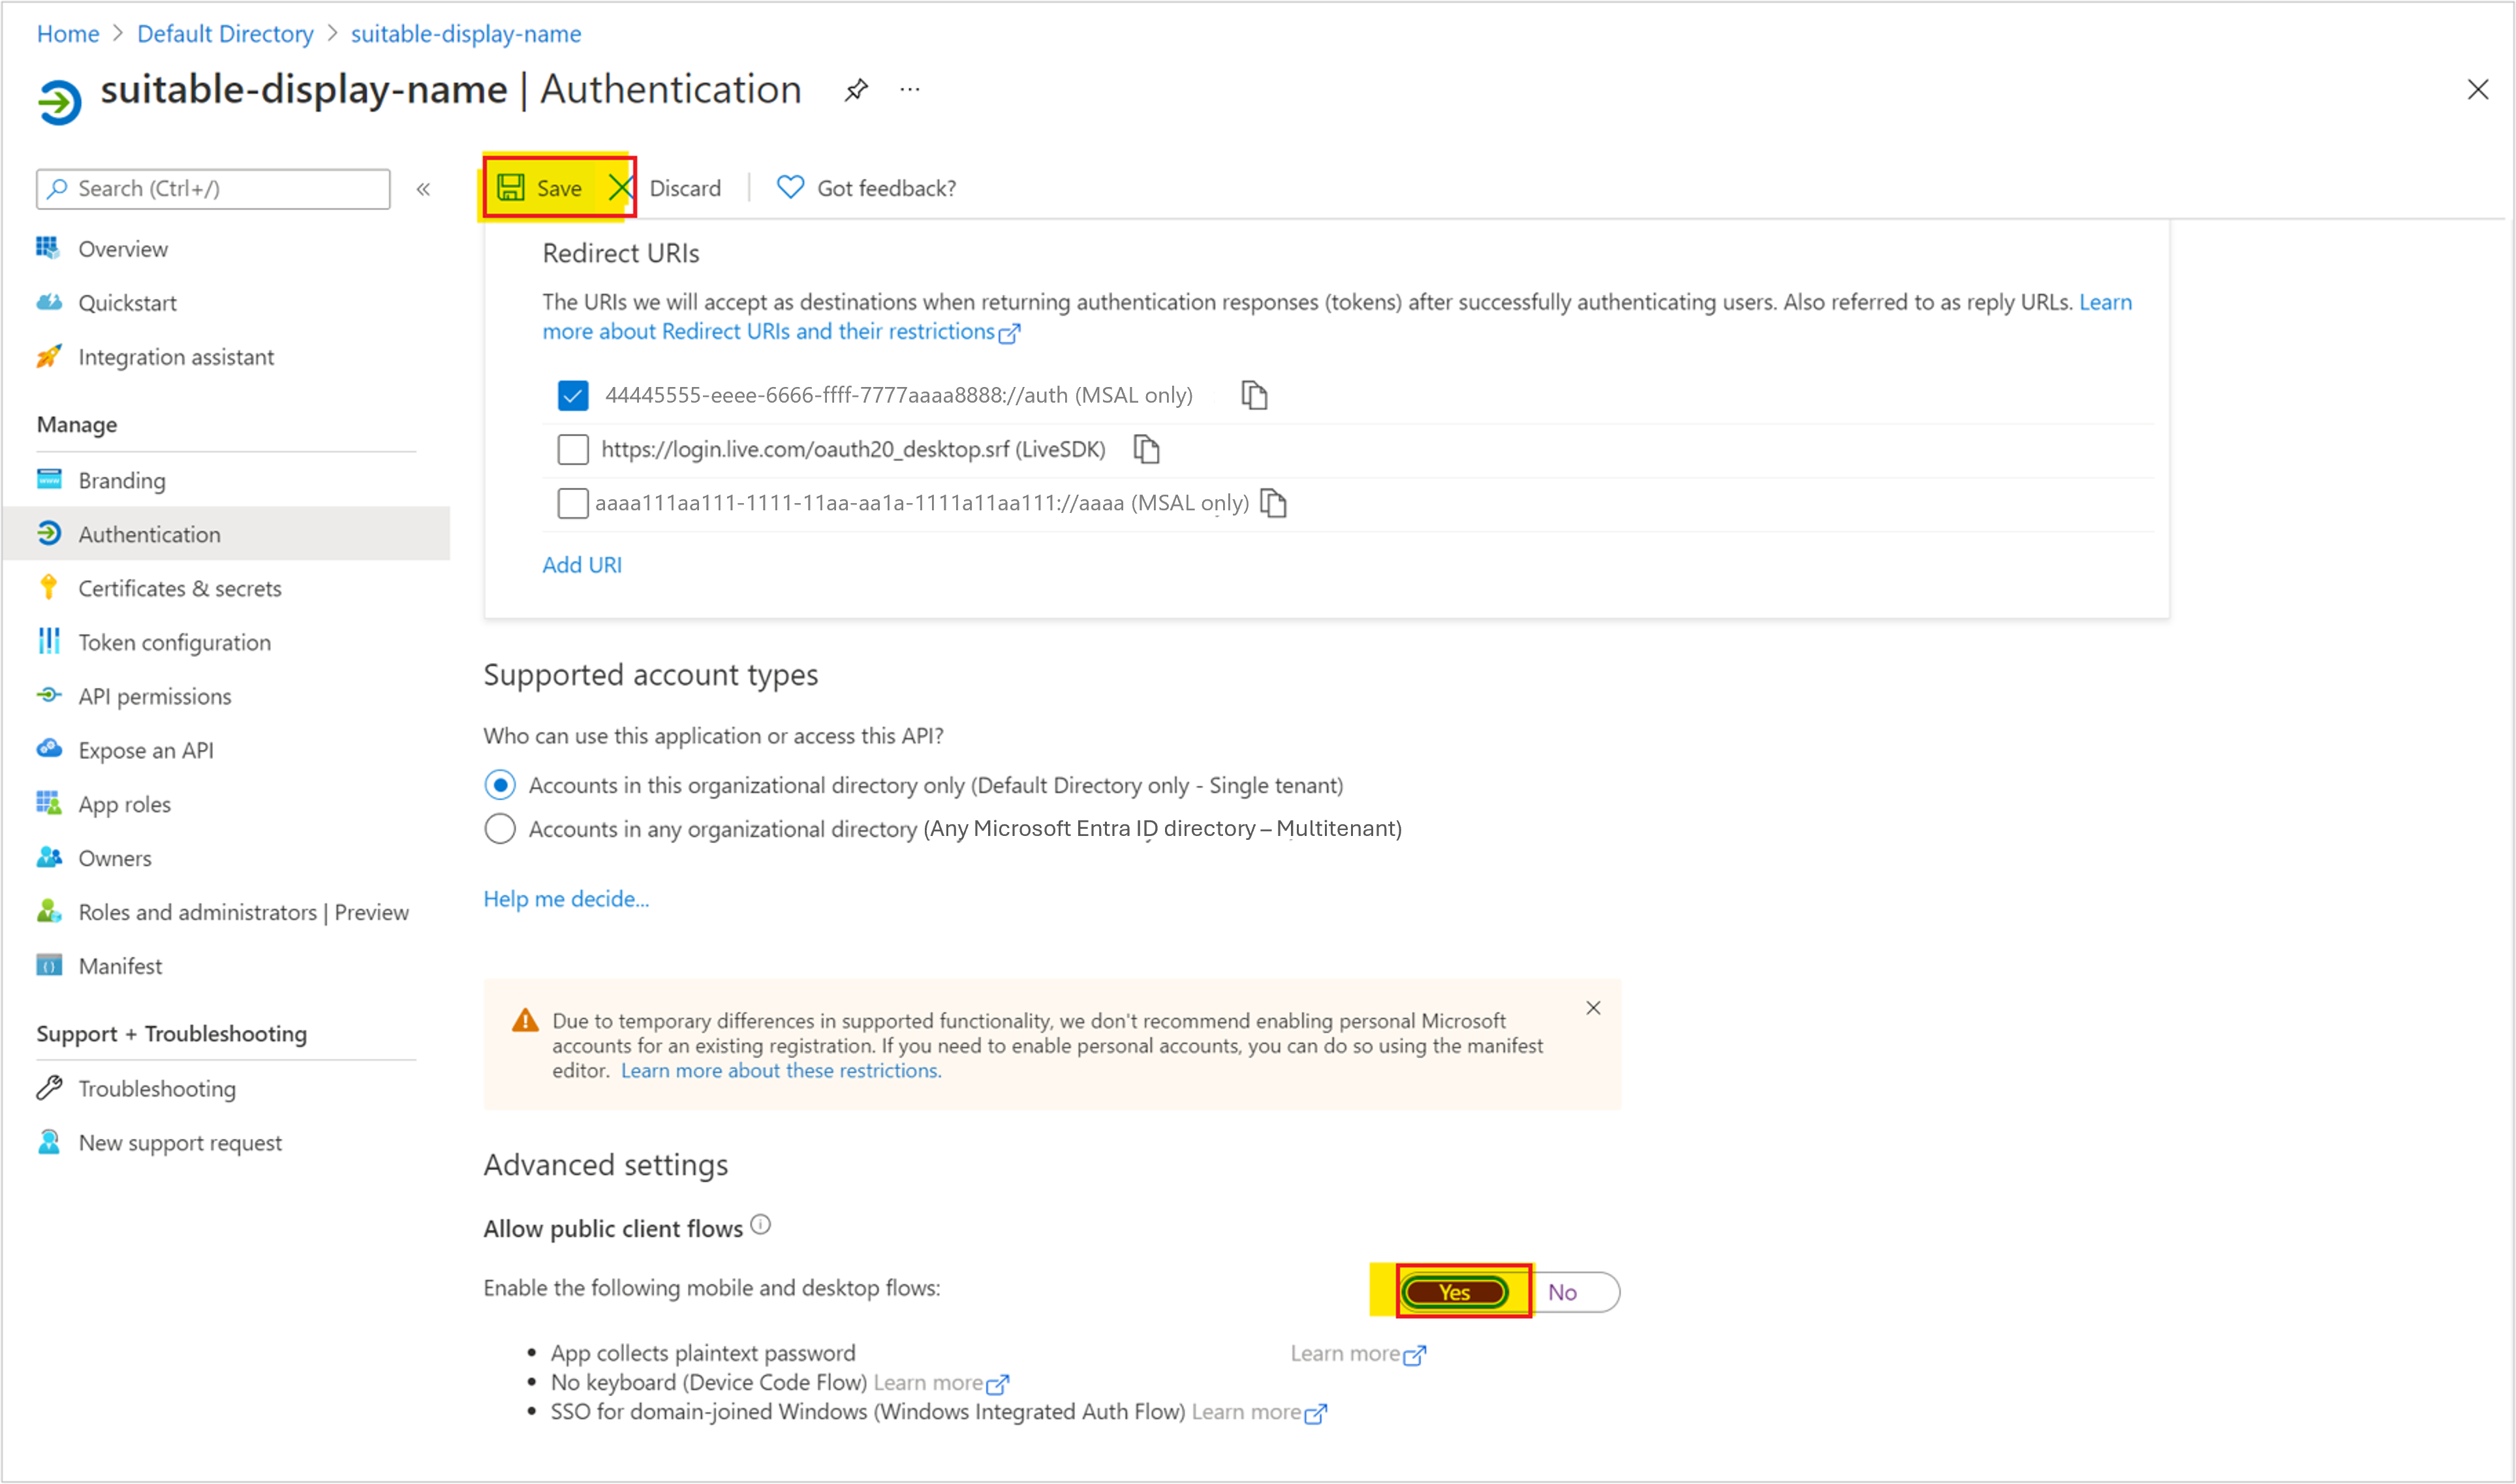 Home > Default Directory > suitable-display-name
suitable-display-name | Authentication ...
Search (Ctrl+/) «
Save Discard | Got feedback?
Overview
Quickstart
Integration assistant
Manage
Branding
Authentication
Certificates & secrets
Token configuration
API permissions
Expose an API
App roles
Owners
Roles and administrators | Preview
Manifest
Support + Troubleshooting
Troubleshooting
New support request
Redirect URIs
The URIs we will accept as destinations when returning authentication responses (tokens) after successfully authenticating users. Also referred to as reply URLs. Learn
more about Redirect URIs and their restrictions
44445555-eeee-6666-ffff-7777aaaa8888://auth (MSAL only)
https://login.live.com/oauth20_desktop.srf (LiveSDK)
aaaa111aa111-1111-11aa-aa1a-1111a11aa111://aaaa (MSAL only)
Add URI
Supported account types
Who can use this application or access this API?
Accounts in this organizational directory only (Default Directory only - Single tenant)
Accounts in any organizational directory (Any Microsoft Entra ID directory – Multitenant)
Help me decide...
Due to temporary differences in supported functionality, we don't recommend enabling personal Microsoft
accounts for an existing registration. If you need to enable personal accounts, you can do so using the manifest
editor. Learn more about these restrictions.
Advanced settings
Allow public client flows
Enable the following mobile and desktop flows: Yes No
• App collects plaintext password Learn more
• No keyboard (Device Code Flow) Learn more
• SSO for domain-joined Windows (Windows Integrated Auth Flow) Learn more